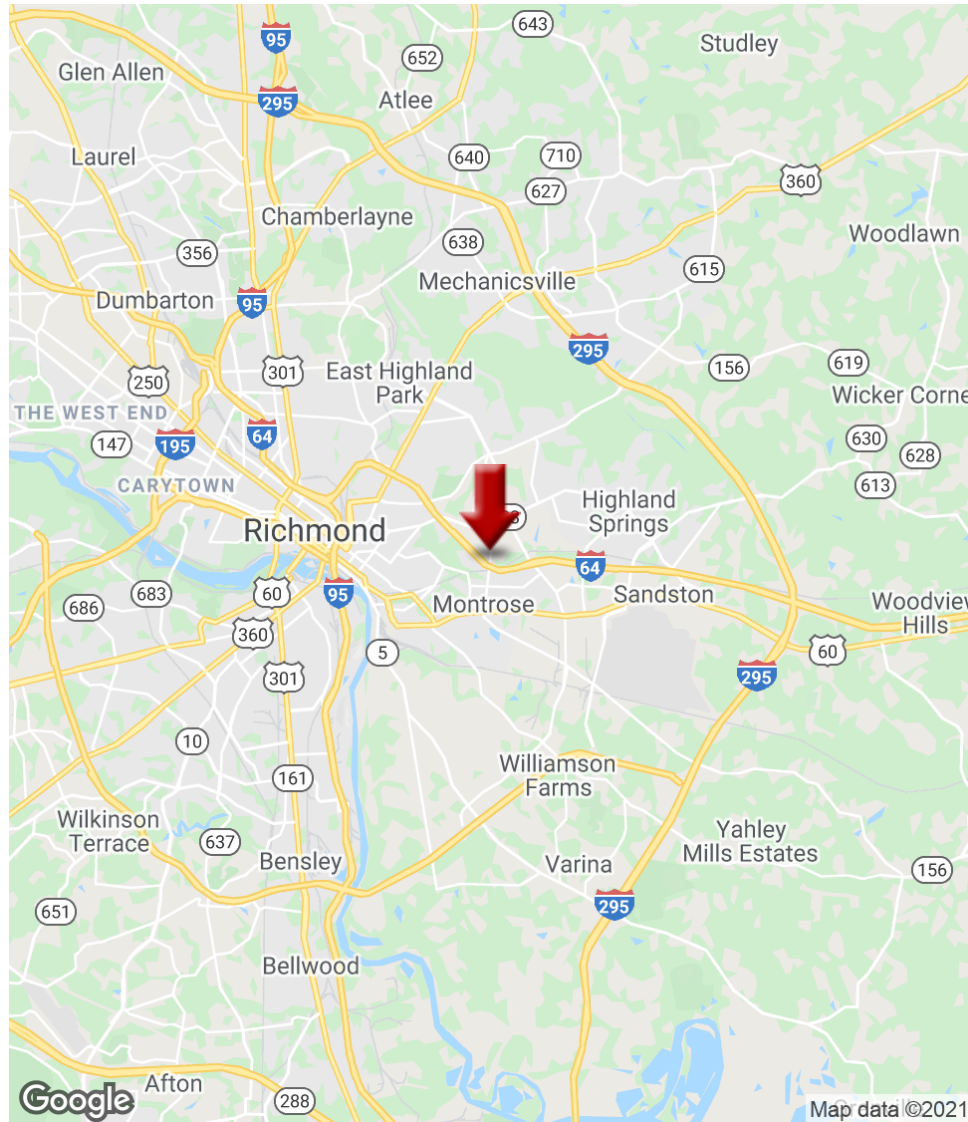 643
95
Studley
652
Glen Allen
295
Atlee
Laurel
640
710
360
627
Chamberlayne
638
Woodlawn
356
615
Mechanicsville
Dumbarton
95
295
156
619
301
East Highland
Park
250
Wicker Corne
THE WEST END
147
195
64
630
628
CARYTOWN
613
Highland
Springs
Richmond
64
60
95
683
686
Montrose
Sandston
Woodview
Hills
360
5
60
301
295
10
161
Williamson
Farms
Wilkinson
Terrace
637
Yahley
Mills Estates
Bensley
Varina
156
651
295
Bellwood
Afton
288
Google
Map data ©2021